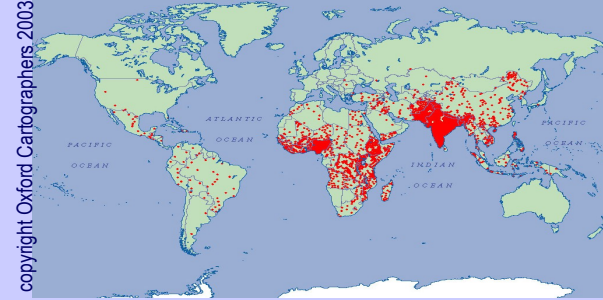 copyright Oxford Cartographers 2003
ATLANTIC
OCEAN
PACIFIC
OCEAN
PACIFIC
OCEAN
INDIAN
OCEAN